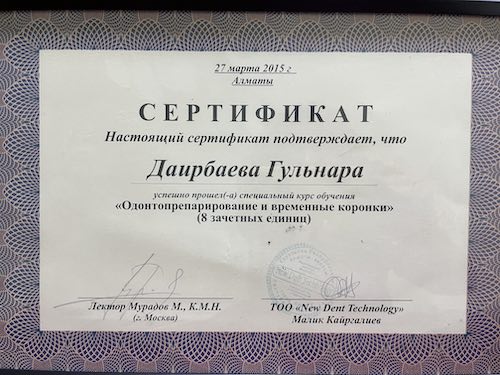 27 марта 2015 г
Алматы
СЕРТИФИКАТ
Настоящий сертификат подтверждает, что
Даирбаева Гульнара
успешно прошел(-а) специальный курс обучения
«Одонтопрепарирование и временные коронки»
(8 зачетных единиц)
Лектор Мурадов М., К.М.Н.
(г. Москва)
ТОО «New Dent Technology»
Малик Кайргалиев